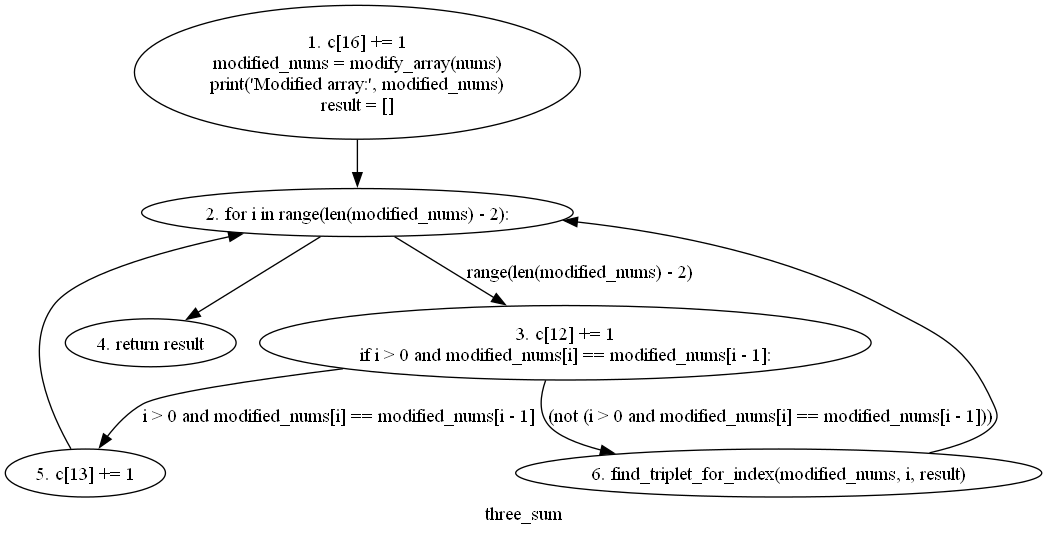 1. c[16] += 1
modified_nums = modify_array(nums)
print('Modified array:', modified_nums)
result = []
2. for i in range(len(modified_nums) - 2):
range(len(modified_nums) - 2)
4. return result
3. c[12] += 1
if i > 0 and modified_nums[i] == modified_nums[i - 1]:
i > 0 and modified_nums[i] == modified_nums[i - 1]
(not (i > 0 and modified_nums[i] == modified_nums[i - 1]))
5. c[13] += 1
6. find_triplet_for_index(modified_nums, i, result)
three_sum